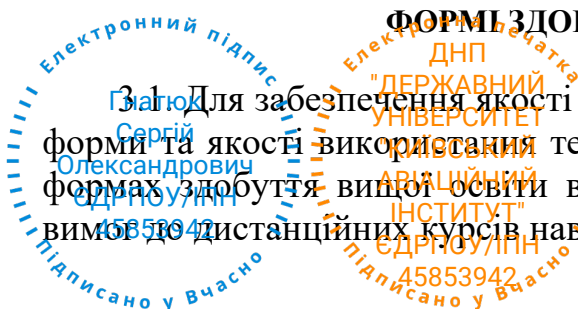 ФОРМІ ЗДО
3.1. Для забезпечення якості
форми та якості використання те
формах здобуття вищої освіти в
вимог до дистанційних курсів нав
Електронний підпис
Гнатюк
Сергій
Олександрович
ЄДРПОУ/ІПН
45853942
Підписано у Вчасно
Електронна печатка
ДНП
"ДЕРЖАВНИЙ
УНІВЕРСИТЕТ
"КИЇВСЬКИЙ
АВІАЦІЙНИЙ
ІНСТИТУТ"
ЄДРПОУ/ІПН
45853942
Підписано у Вчасно